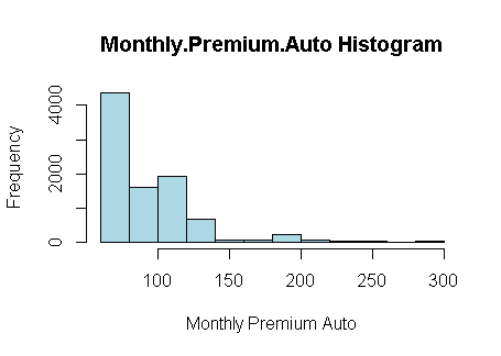 Monthly.Premium.Auto Histogram
Frequency
4000
2000
0
100 150 200 250 300
Monthly Premium Auto